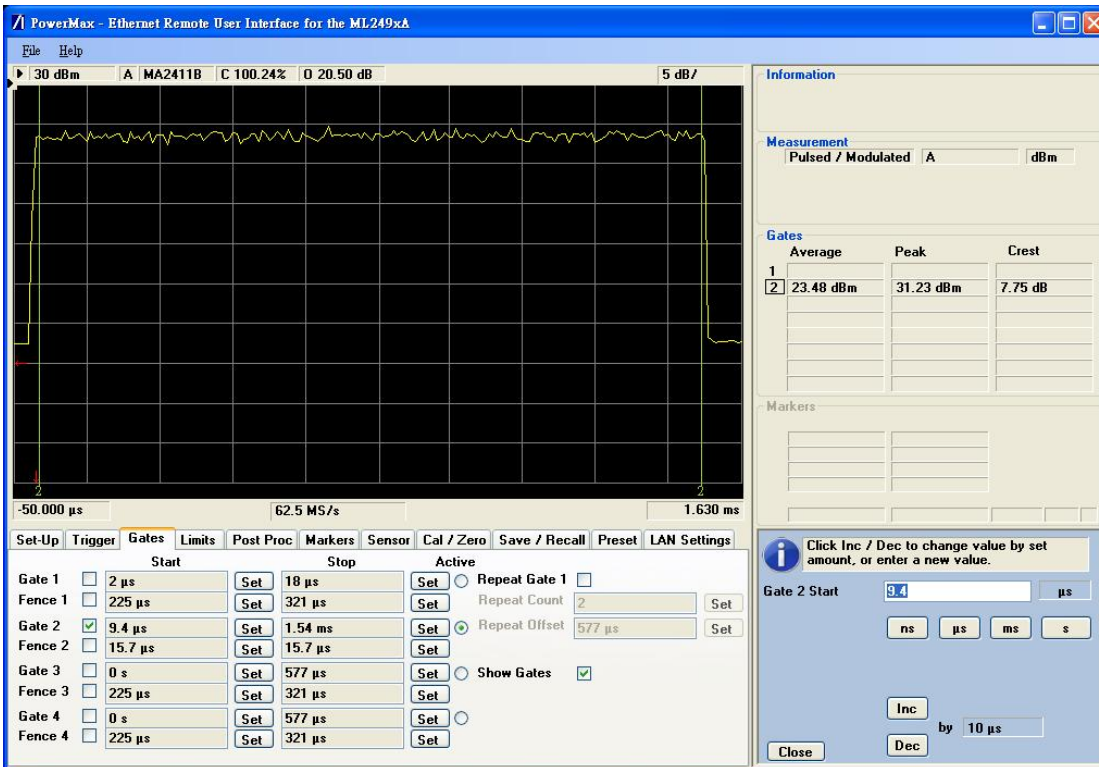 PowerMax - Ethernet Remote User Interface for the ML249xA
File Help
30 dBm A MA2411B C 100.24% O 20.50 dB 5 dB/
2 2
-50.000 µs 62.5 MS/s 1.630 ms
Information
Measurement
Pulsed / Modulated A dBm
Gates
Average Peak Crest
1
2 23.48 dBm 31.23 dBm 7.75 dB
Markers
Set-Up Trigger Gates Limits Post Proc Markers Sensor Cal / Zero Save / Recall Preset LAN Settings
Start Stop Active
Gate 1 2 µs Set 18 µs Set Repeat Gate 1
Fence 1 225 µs Set 321 µs Set Repeat Count 2 Set
Gate 2 9.4 µs Set 1.54 ms Set Repeat Offset 577 µs Set
Fence 2 15.7 µs Set 15.7 µs Set
Gate 3 0 s Set 577 µs Set Show Gates
Fence 3 225 µs Set 321 µs Set
Gate 4 0 s Set 577 µs Set
Fence 4 225 µs Set 321 µs Set
Click Inc / Dec to change value by set
amount, or enter a new value.
Gate 2 Start 9.4 µs
ns µs ms s
Inc
by 10 µs
Close Dec